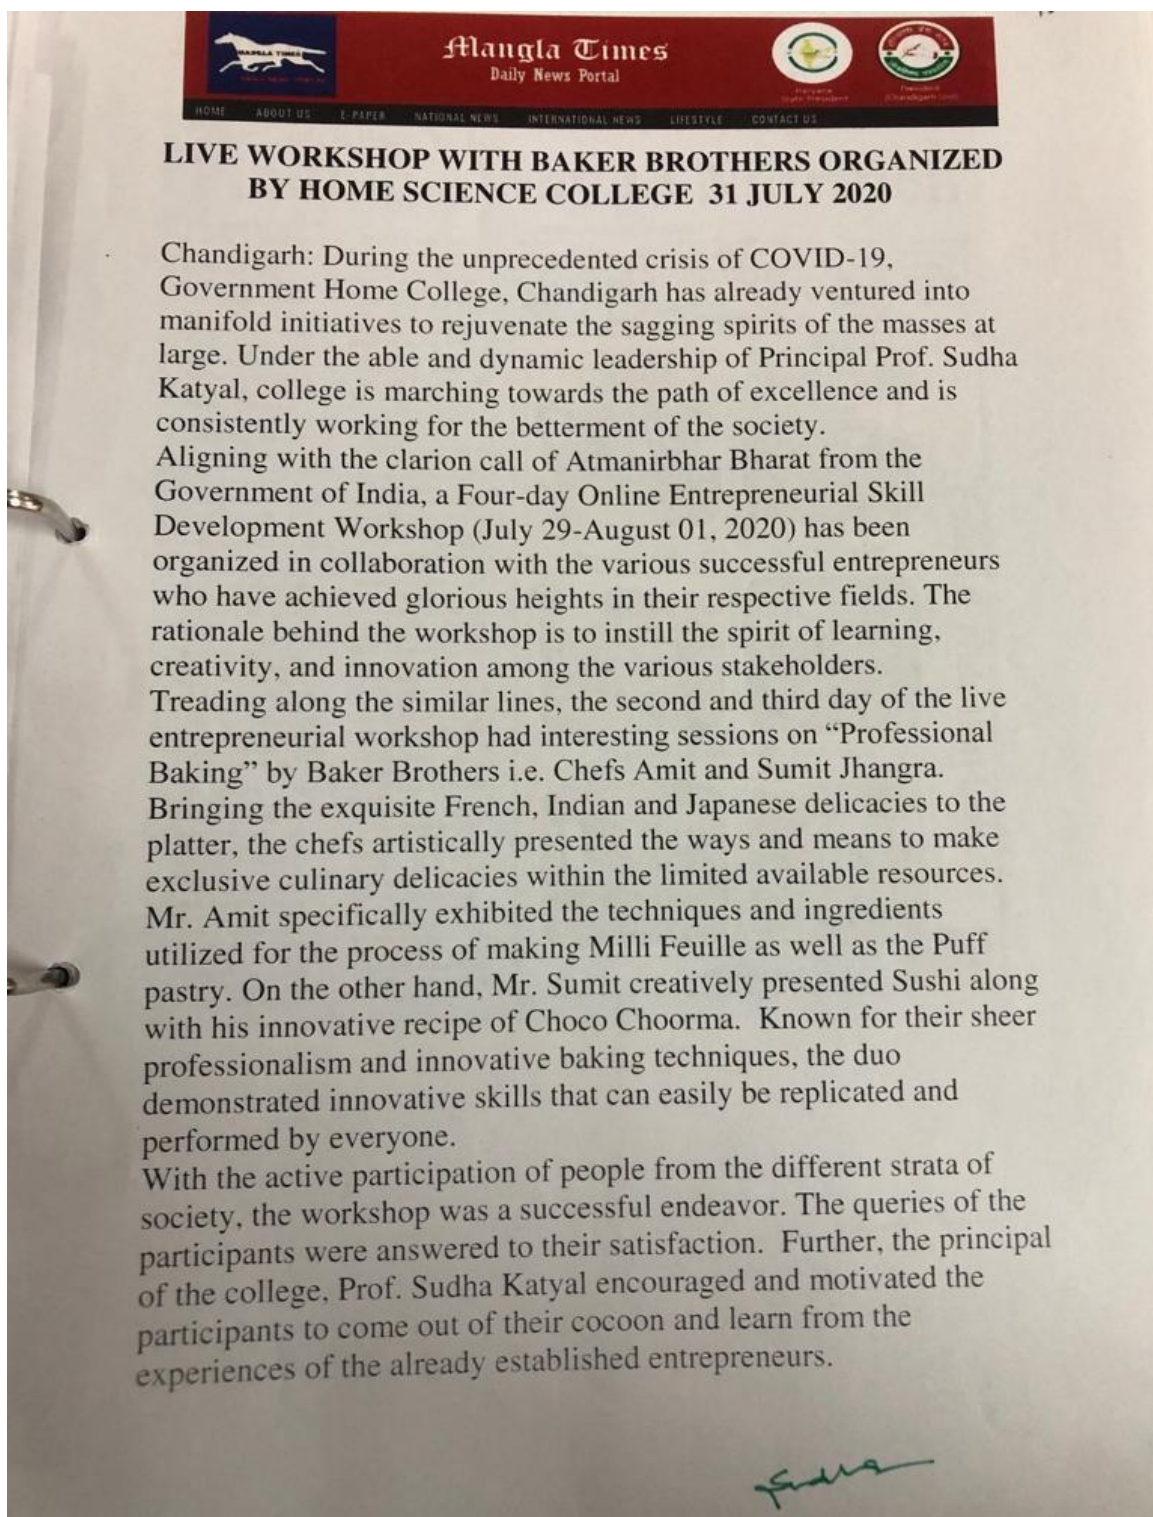 MANGLA TIMES
Mangla Times
Daily News Portal
Haryana
State President
President
(Chandigarh Unit)
HOME ABOUT US E-PAPER NATIONAL NEWS INTERNATIONAL NEWS LIFESTYLE CONTACT US
LIVE WORKSHOP WITH BAKER BROTHERS ORGANIZED
BY HOME SCIENCE COLLEGE 31 JULY 2020
Chandigarh: During the unprecedented crisis of COVID-19,
Government Home College, Chandigarh has already ventured into
manifold initiatives to rejuvenate the sagging spirits of the masses at
large. Under the able and dynamic leadership of Principal Prof. Sudha
Katyal, college is marching towards the path of excellence and is
consistently working for the betterment of the society.
Aligning with the clarion call of Atmanirbhar Bharat from the
Government of India, a Four-day Online Entrepreneurial Skill
Development Workshop (July 29-August 01, 2020) has been
organized in collaboration with the various successful entrepreneurs
who have achieved glorious heights in their respective fields. The
rationale behind the workshop is to instill the spirit of learning,
creativity, and innovation among the various stakeholders.
Treading along the similar lines, the second and third day of the live
entrepreneurial workshop had interesting sessions on “Professional
Baking” by Baker Brothers i.e. Chefs Amit and Sumit Jhangra.
Bringing the exquisite French, Indian and Japanese delicacies to the
platter, the chefs artistically presented the ways and means to make
exclusive culinary delicacies within the limited available resources.
Mr. Amit specifically exhibited the techniques and ingredients
utilized for the process of making Milli Feuille as well as the Puff
pastry. On the other hand, Mr. Sumit creatively presented Sushi along
with his innovative recipe of Choco Choorma. Known for their sheer
professionalism and innovative baking techniques, the duo
demonstrated innovative skills that can easily be replicated and
performed by everyone.
With the active participation of people from the different strata of
society, the workshop was a successful endeavor. The queries of the
participants were answered to their satisfaction. Further, the principal
of the college, Prof. Sudha Katyal encouraged and motivated the
participants to come out of their cocoon and learn from the
experiences of the already established entrepreneurs.
Sudha